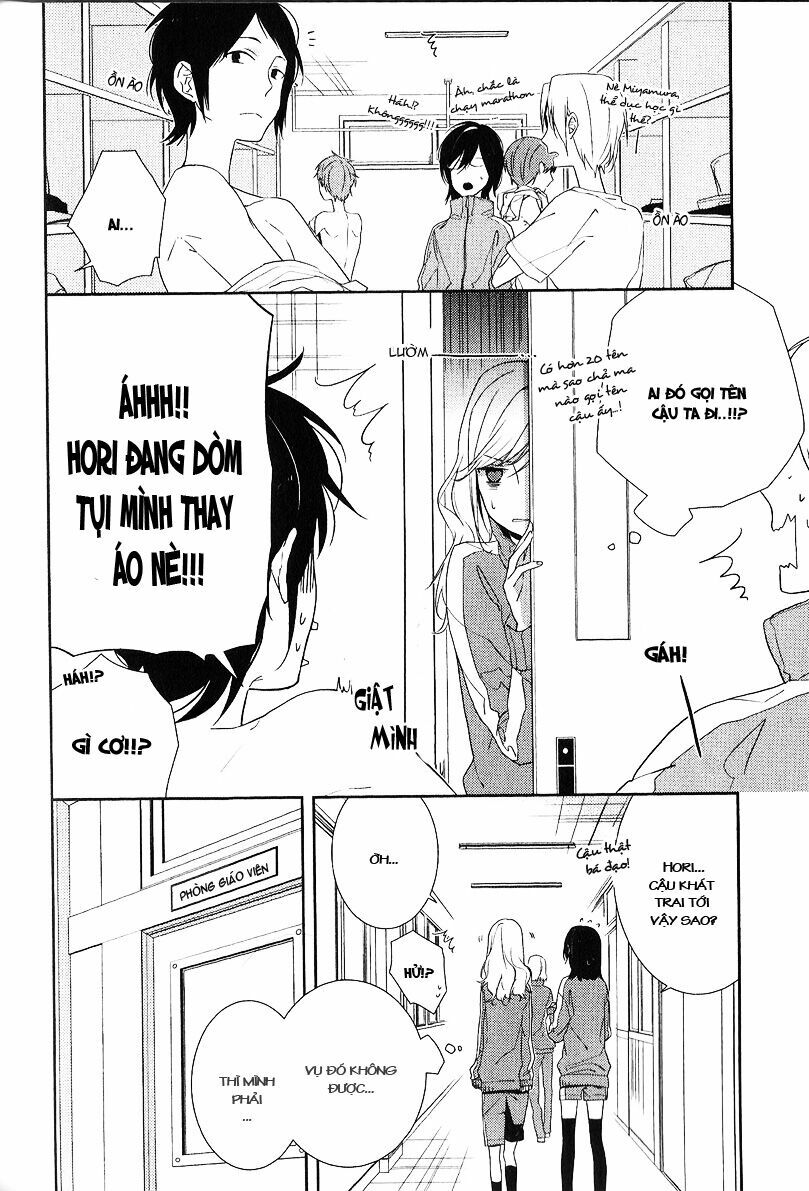 Nè Miyamura,
thể dục học gì
thế?
Àh, chắc là
chạy marathon
Háh!?
Khônggggggg!!!
ỒN ÀO
ỒN ÀO
AI...
AI ĐÓ GỌI TÊN
CẬU TA ĐI..!!?
Có hơn 20 tên
mà sao chả ma
nào gọi tên
cậu ấy..!
LƯỜM
GÁH!
ÁHHH!!
HORI ĐANG DÒM
TỤI MÌNH THAY
ÁO NÈ!!!
GIẬT
MÌNH
HÁH!?
GÌ CƠ!!?
HORI...
CẬU KHÁT
TRAI TỚI
VẬY SAO?
Cậu thật
bá đạo!
ỜH...
HỬ!?
VỤ ĐÓ KHÔNG
ĐƯỢC...
THÌ MÌNH
PHẢI
...
PHÒNG GIÁO VIÊN